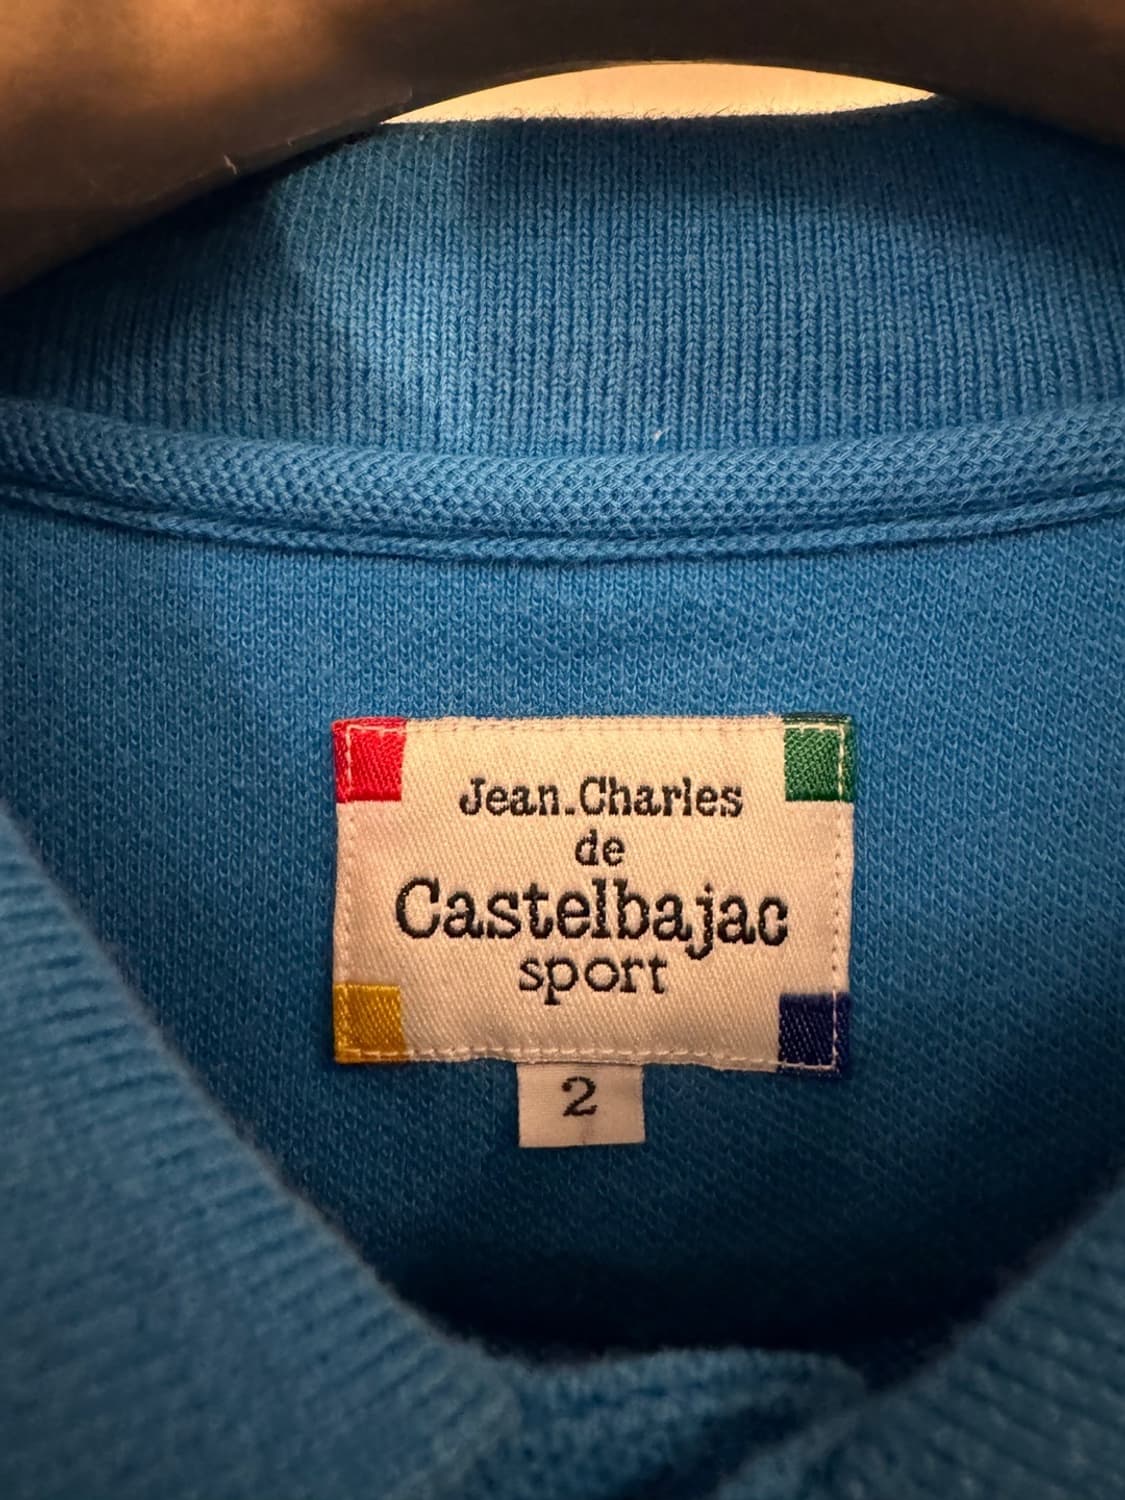 Jean.Charles
de
Castelbajac
sport
2